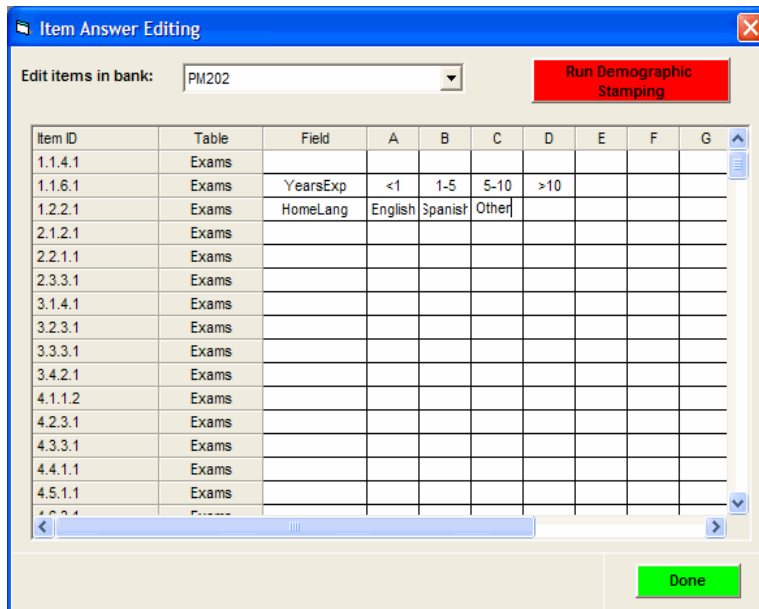 Item Answer Editing
Edit items in bank: PM202 Run Demographic Stamping
Item ID Table Field A B C D E F G
1.1.4.1 Exams
1.1.6.1 Exams YearsExp <1 1-5 5-10 >10
1.2.2.1 Exams HomeLang English Spanish Other
2.1.2.1 Exams
2.2.1.1 Exams
2.3.3.1 Exams
3.1.4.1 Exams
3.2.3.1 Exams
3.3.3.1 Exams
3.4.2.1 Exams
4.1.1.2 Exams
4.2.3.1 Exams
4.3.3.1 Exams
4.4.1.1 Exams
4.5.1.1 Exams
Done